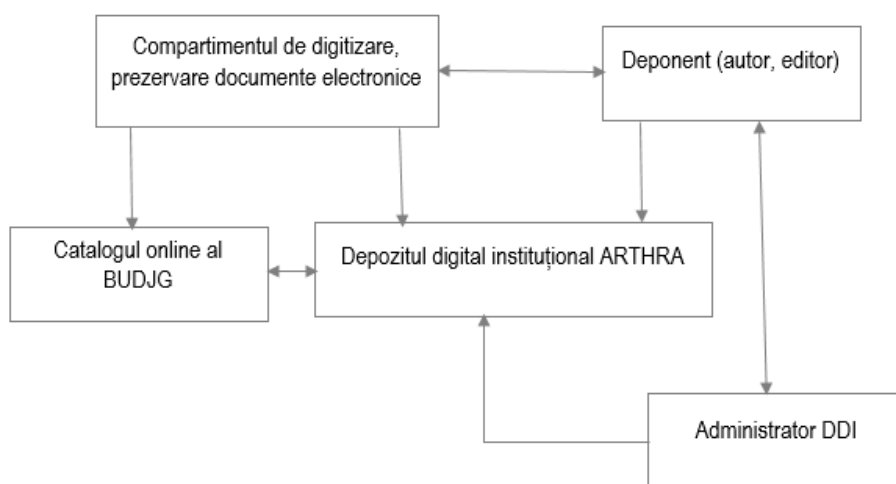 Compartimentul de digitizare,
prezervare documente electronice
Deponent (autor, editor)
Catalogul online al
BUDJG
Depozitul digital instituțional ARTHRA
Administrator DDI